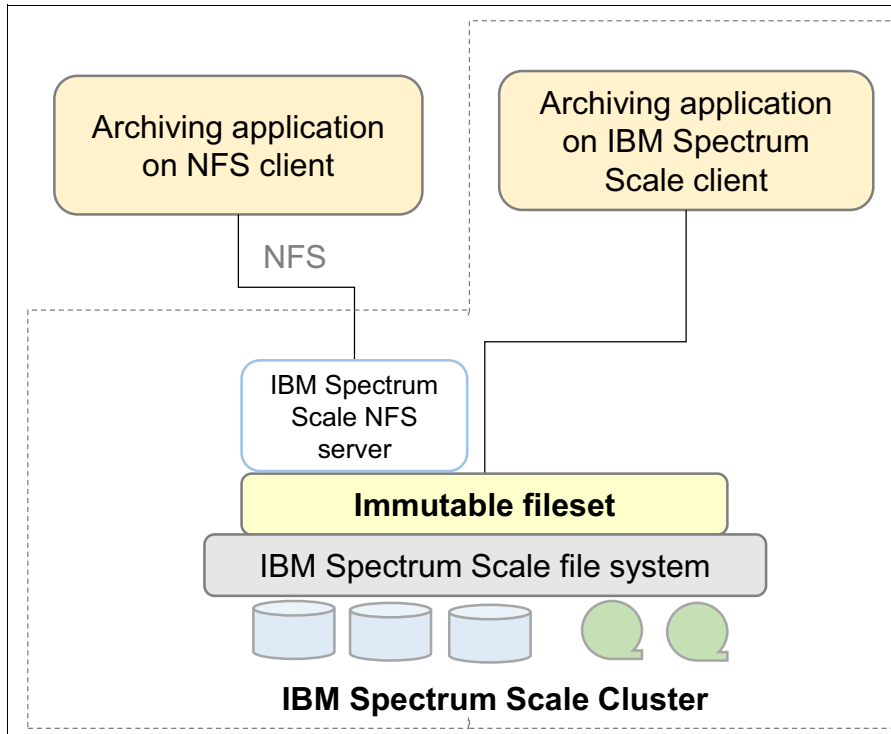 Archiving application
on NFS client
Archiving application
on IBM Spectrum
Scale client
NFS
IBM Spectrum
Scale NFS
server
Immutable fileset
IBM Spectrum Scale file system
IBM Spectrum Scale Cluster